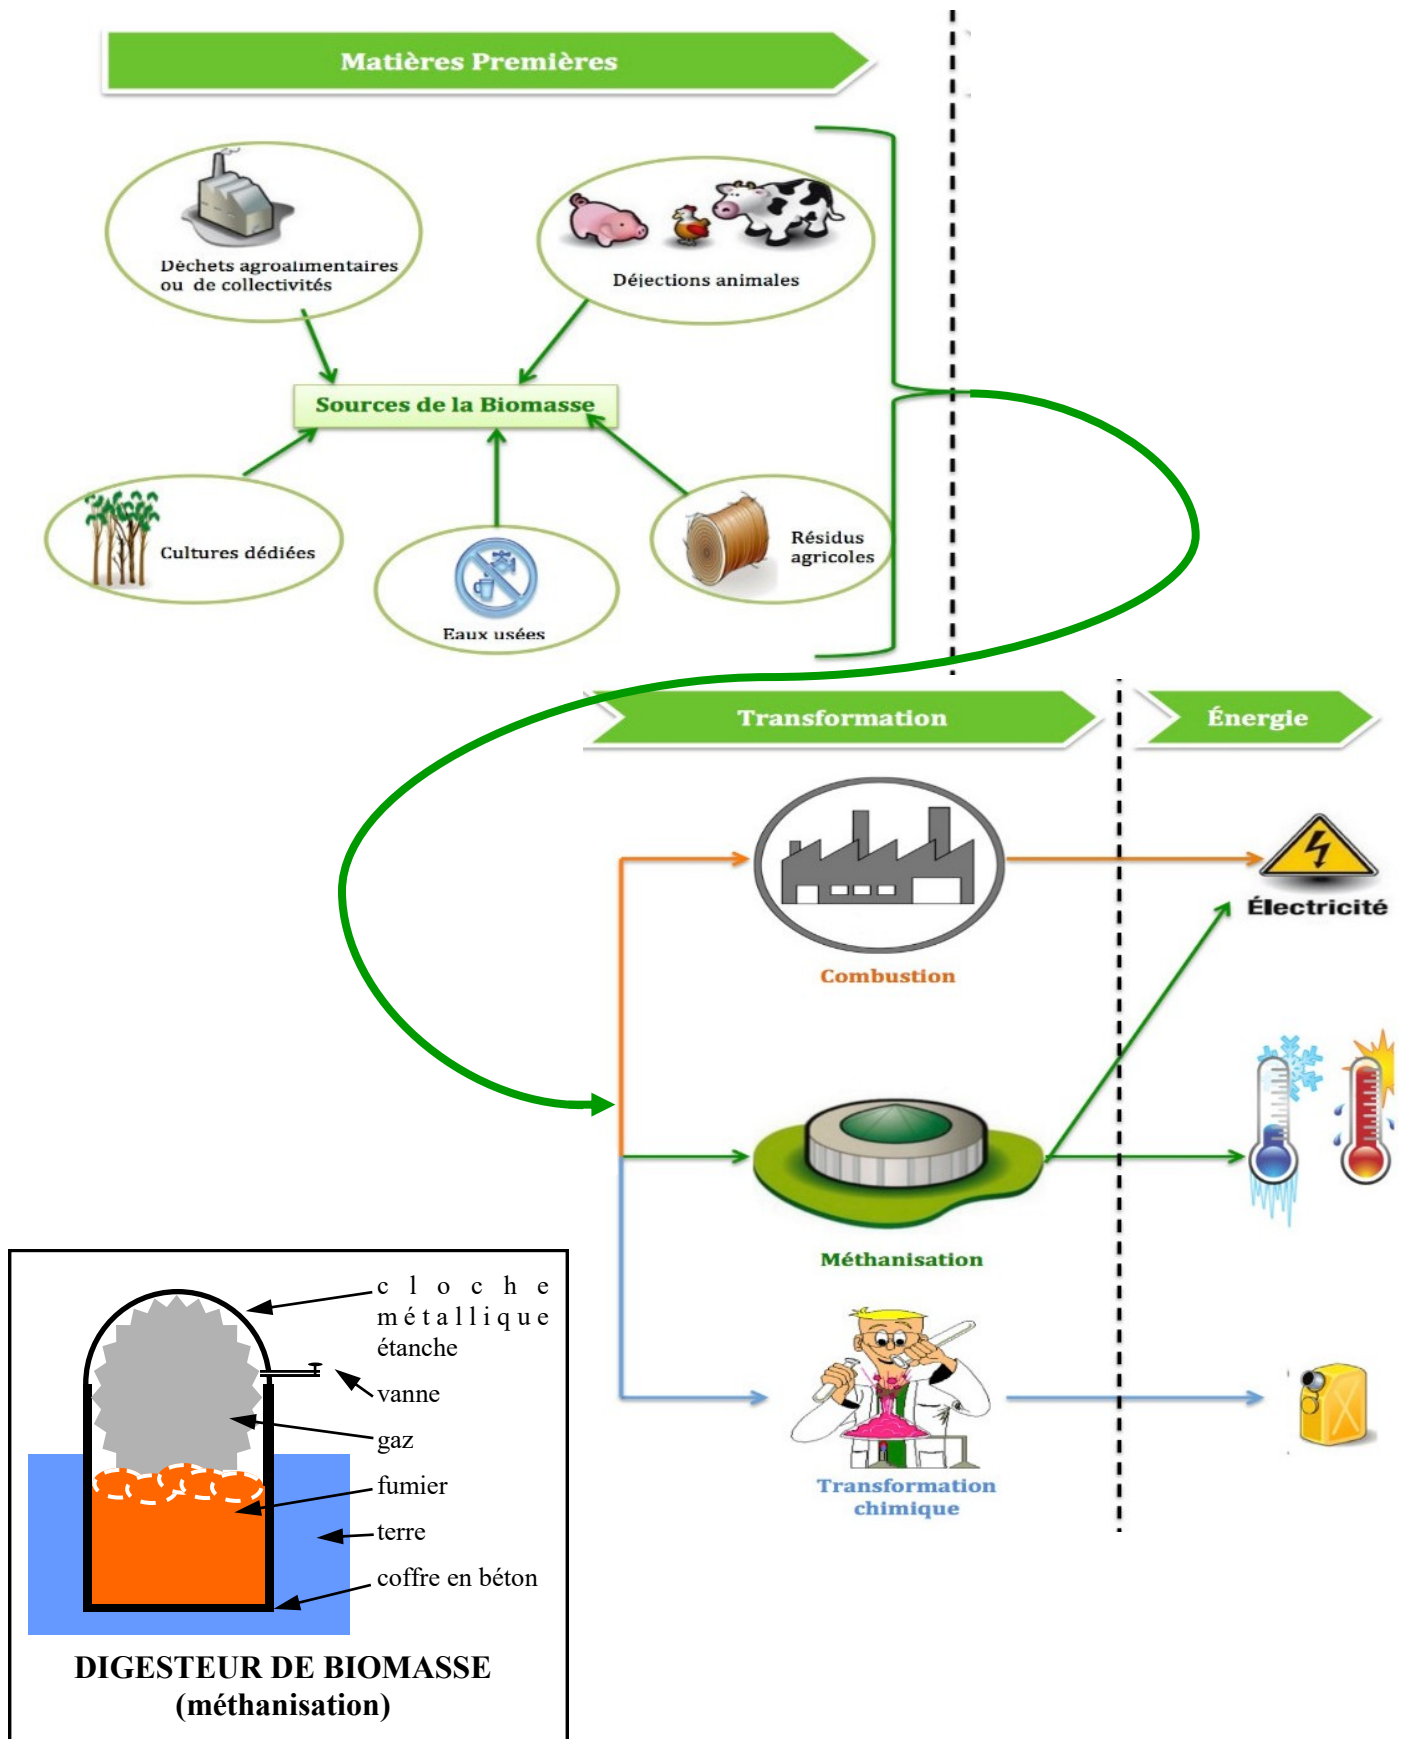 Matières Premières
Déchets agroalimentaires
ou de collectivités
Déjections animales
Sources de la Biomasse
Cultures dédiées
Eaux usées
Résidus
agricoles
Transformation
Énergie
Combustion
Électricité
Méthanisation
Transformation
chimique
cloche
métallique
étanche
vanne
gaz
fumier
terre
coffre en béton
DIGESTEUR DE BIOMASSE
(méthanisation)